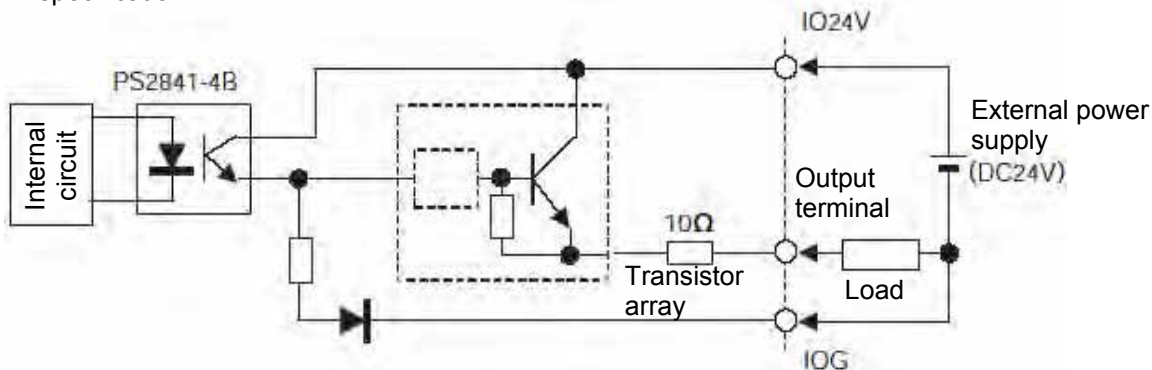 IO24V
PS2841-4B
Internal
circuit
External power
supply
(DC24V)
Output
terminal
10Ω
Transistor
array
Load
IOG